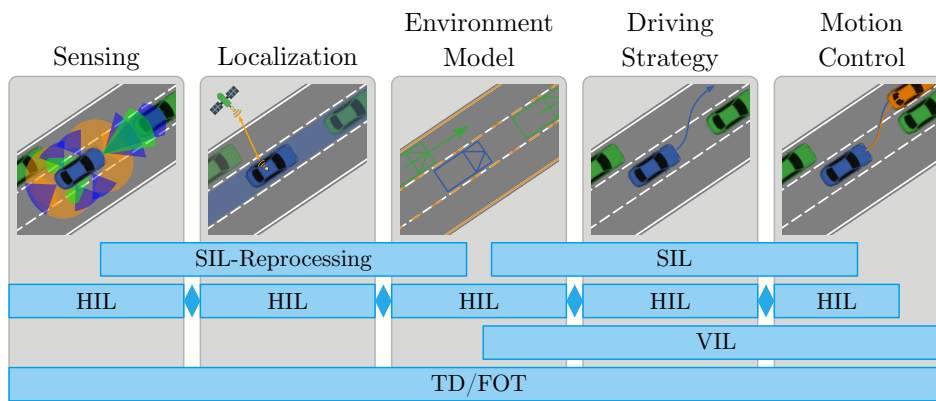 Sensing
Localization
Environment
Model
Driving
Strategy
Motion
Control
SIL-Reprocessing
SIL
HIL
HIL
HIL
HIL
HIL
VIL
TD/FOT